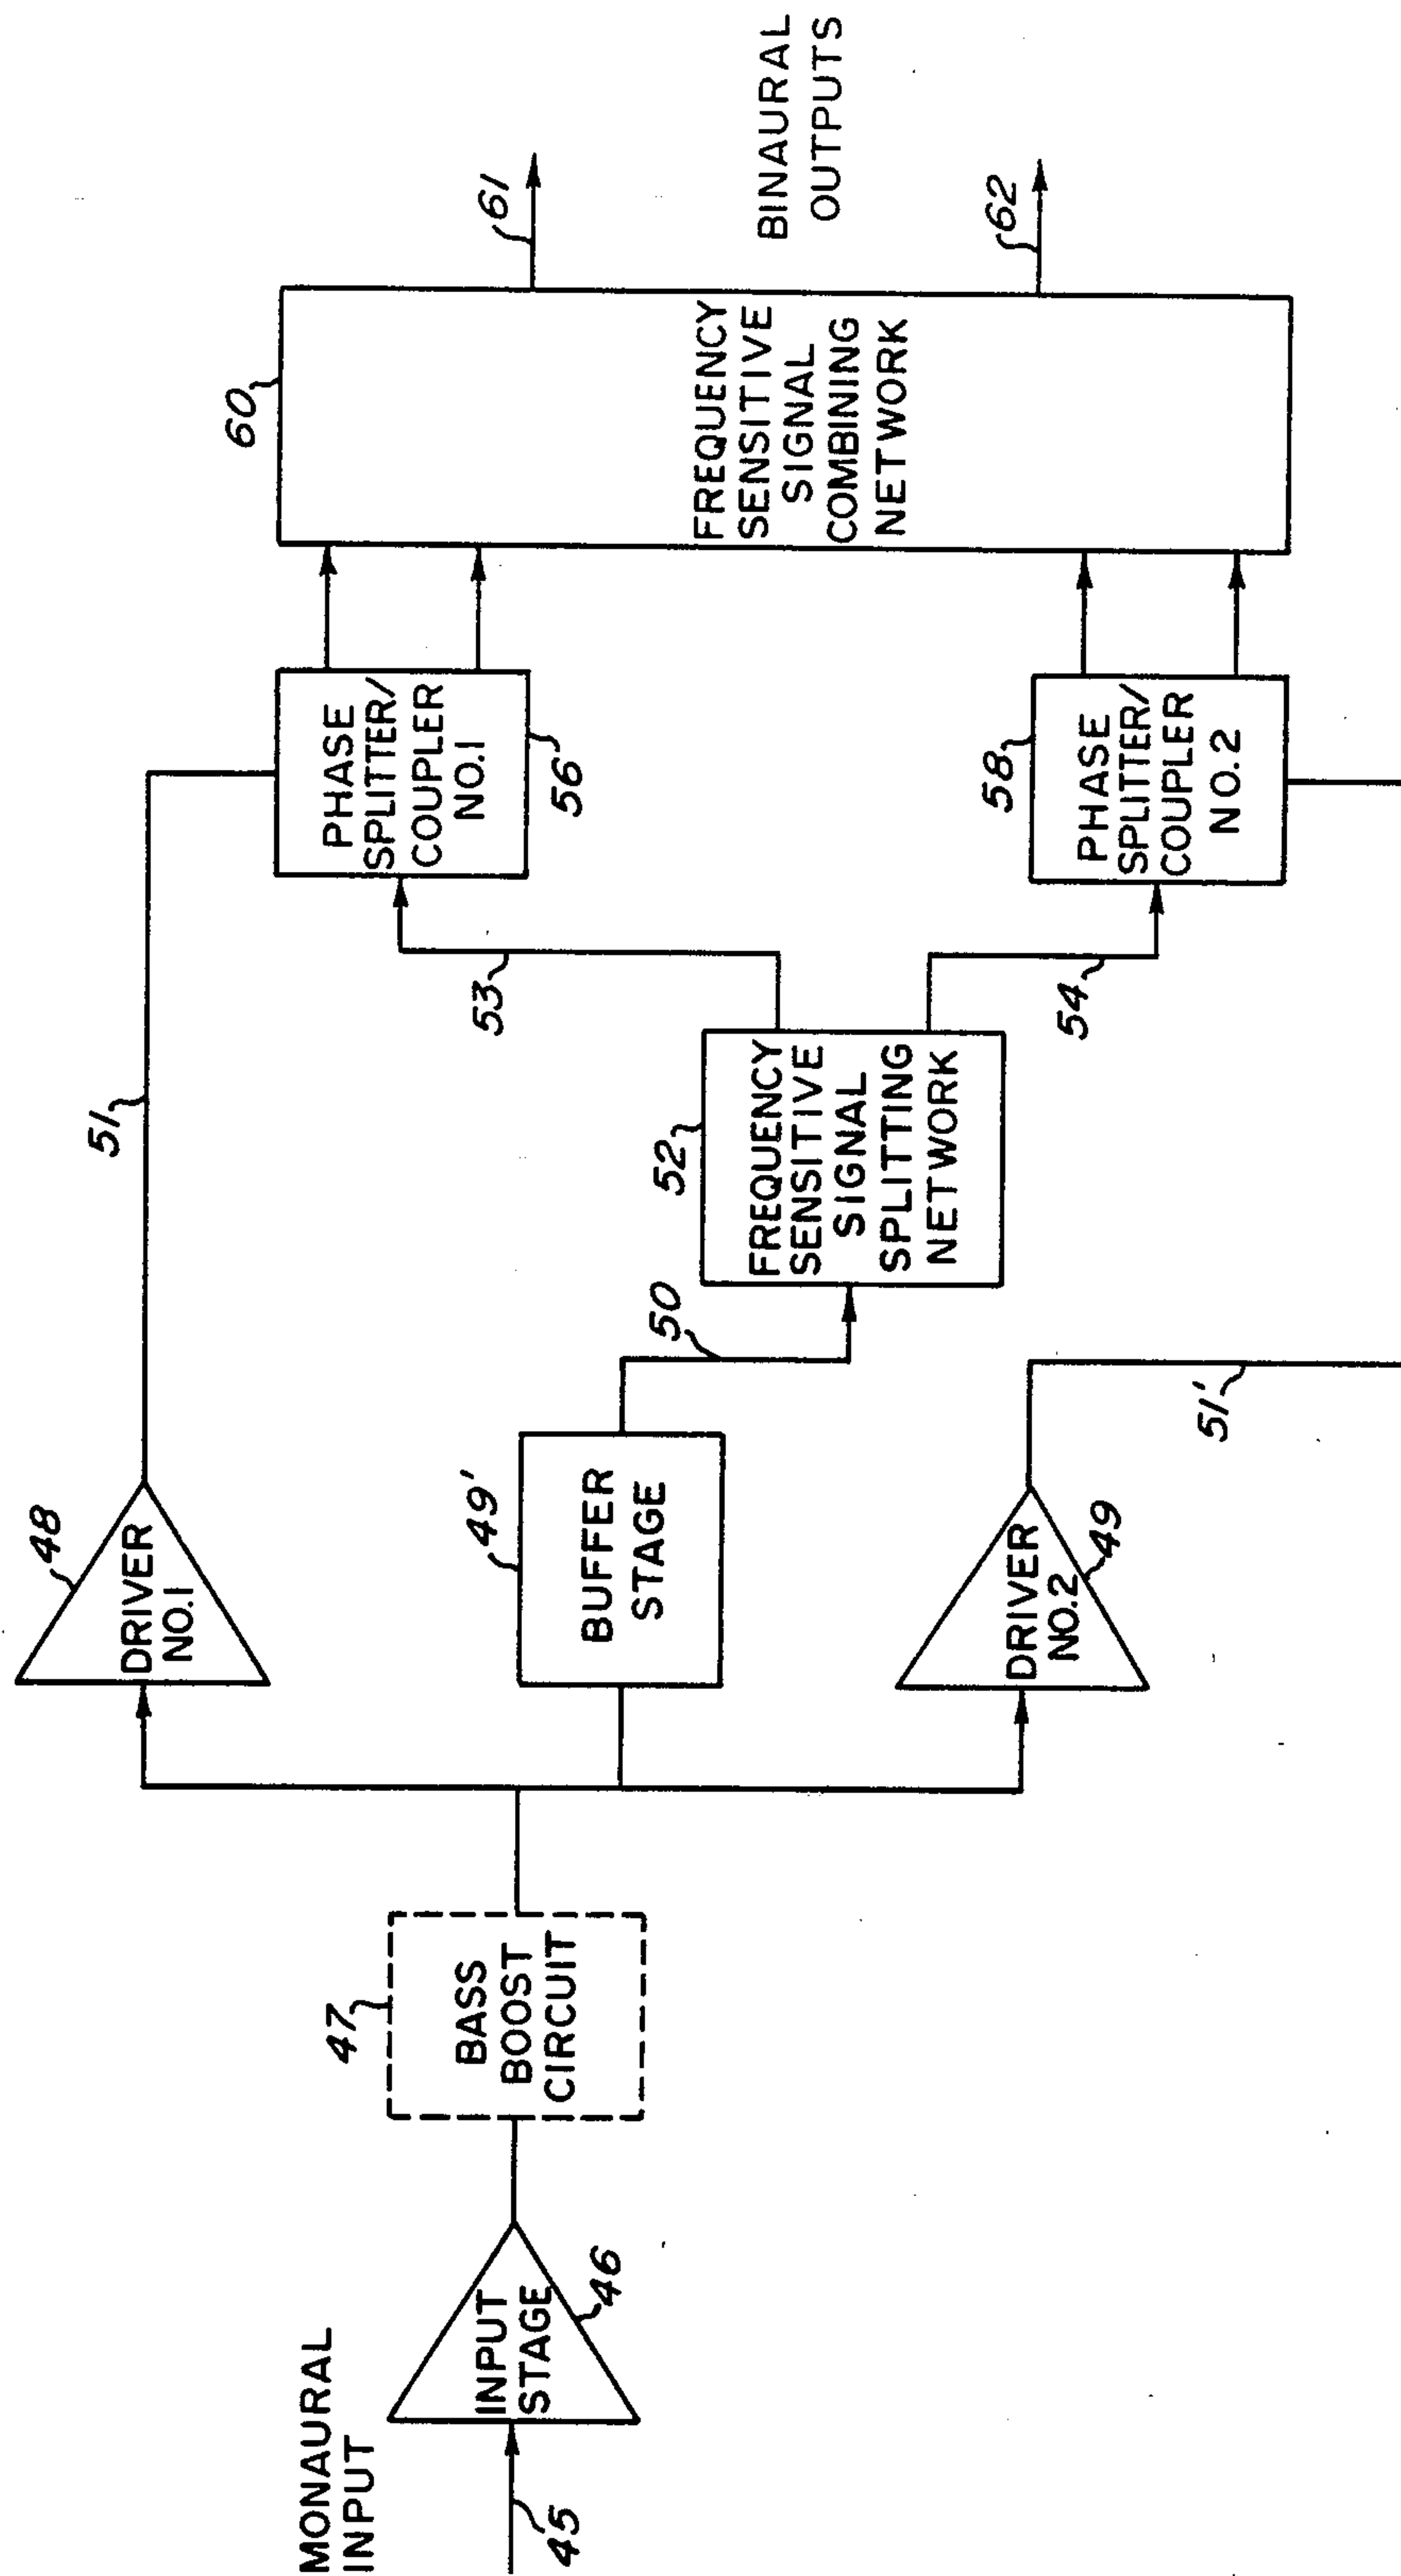 MONAURAL
INPUT
45
INPUT
STAGE
46
47
BASS
BOOST
CIRCUIT
48
DRIVER
NO.1
49'
BUFFER
STAGE
DRIVER
NO.2
49
51
50
51'
52
FREQUENCY
SENSITIVE
SIGNAL
SPLITTING
NETWORK
53
54
PHASE
SPLITTER/
COUPLER
NO.1
56
58
PHASE
SPLITTER/
COUPLER
NO.2
60
FREQUENCY
SENSITIVE
SIGNAL
COMBINING
NETWORK
61
62
BINAURAL
OUTPUTS